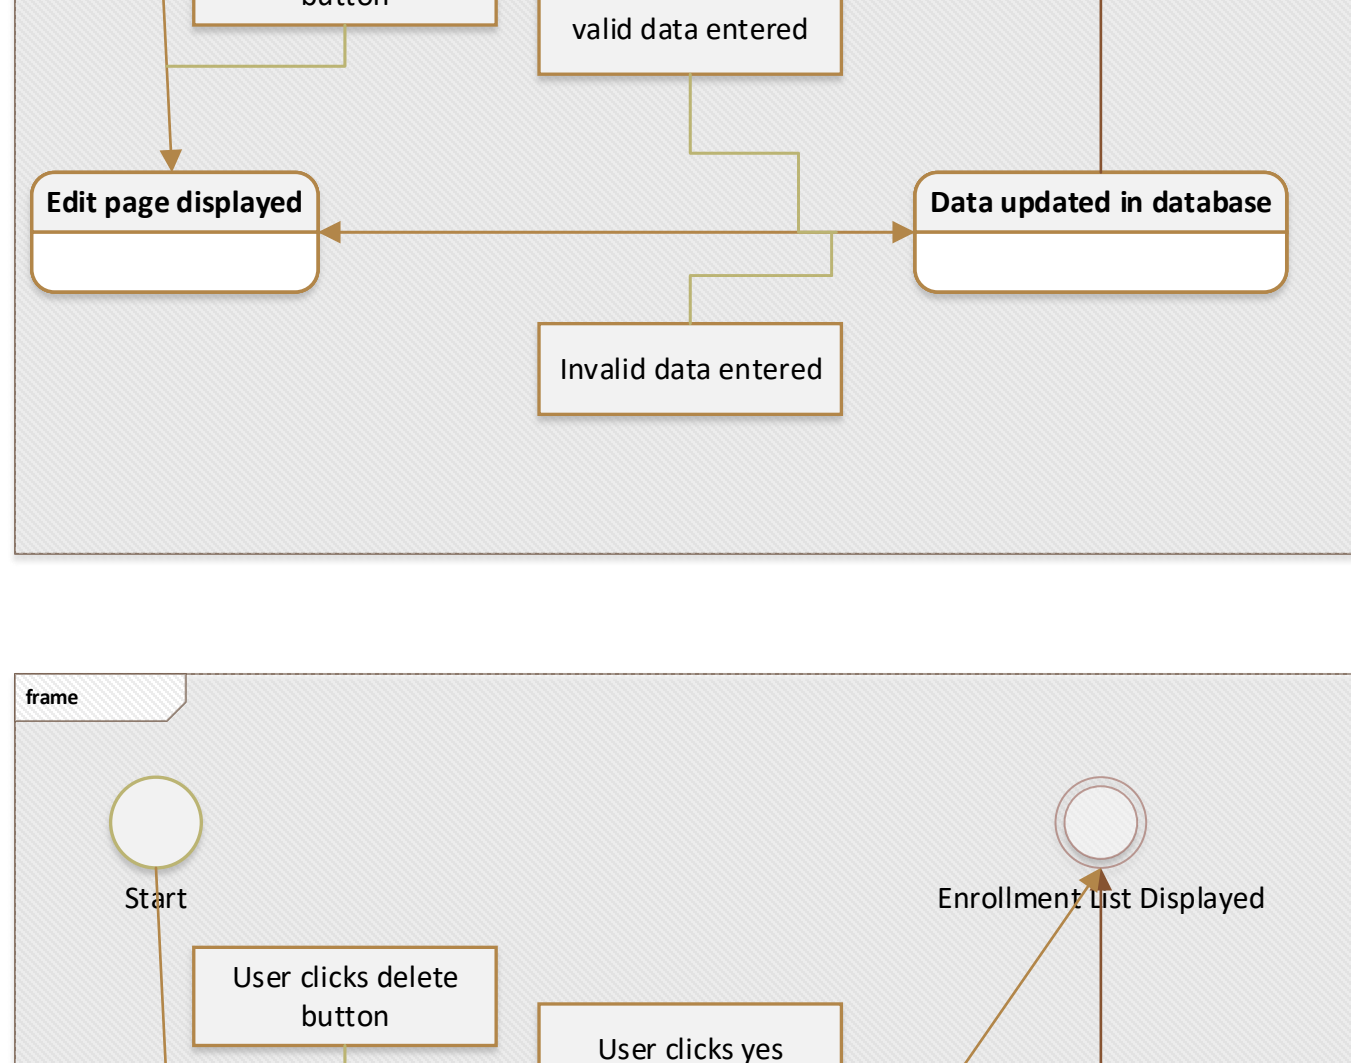 button
valid data entered
Edit page displayed
Data updated in database
Invalid data entered
frame
Start
Enrollment List Displayed
User clicks delete
button
User clicks yes